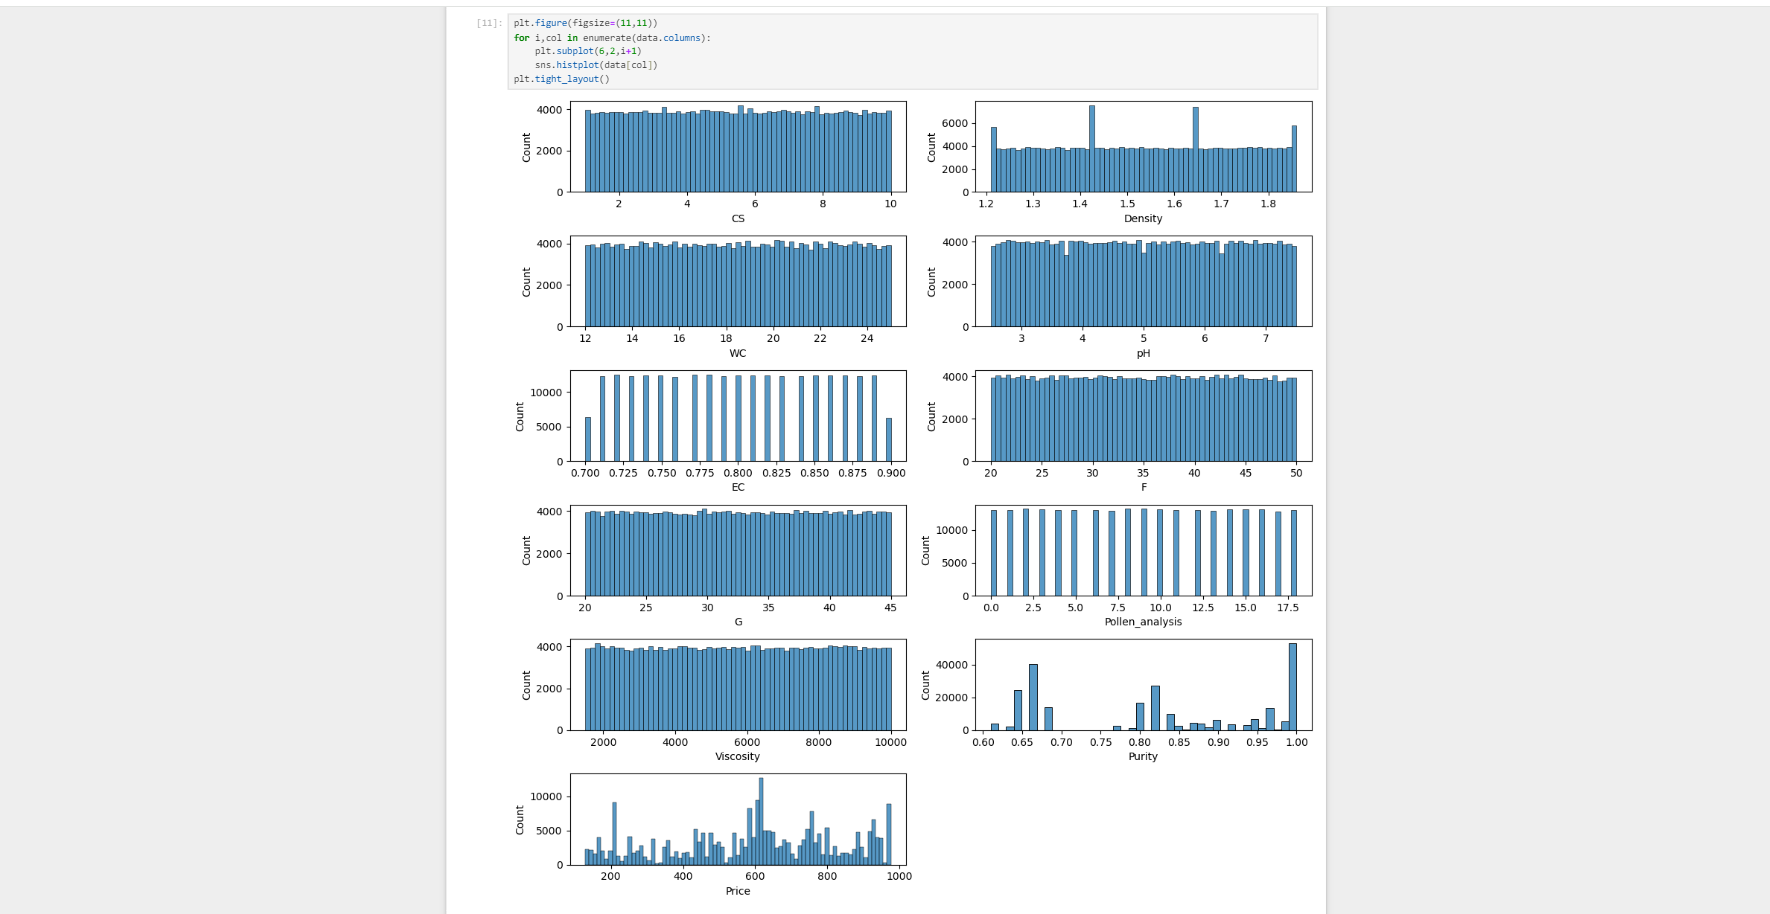 [11]: plt.figure(figsize=(11,11))
for i,col in enumerate(data.columns):
    plt.subplot(6,2,i+1)
    sns.histplot(data[col])
plt.tight_layout()
4000
2000
0
Count
2 4 6 8 10
CS
6000
4000
2000
0
Count
1.2 1.3 1.4 1.5 1.6 1.7 1.8
Density
4000
2000
0
Count
12 14 16 18 20 22 24
WC
4000
2000
0
Count
3 4 5 6 7
pH
10000
5000
0
Count
0.700 0.725 0.750 0.775 0.800 0.825 0.850 0.875 0.900
EC
4000
2000
0
Count
20 25 30 35 40 45 50
F
4000
2000
0
Count
20 25 30 35 40 45
G
10000
5000
0
Count
0.0 2.5 5.0 7.5 10.0 12.5 15.0 17.5
Pollen_analysis
4000
2000
0
Count
2000 4000 6000 8000 10000
Viscosity
40000
20000
0
Count
0.60 0.65 0.70 0.75 0.80 0.85 0.90 0.95 1.00
Purity
10000
5000
0
Count
200 400 600 800 1000
Price